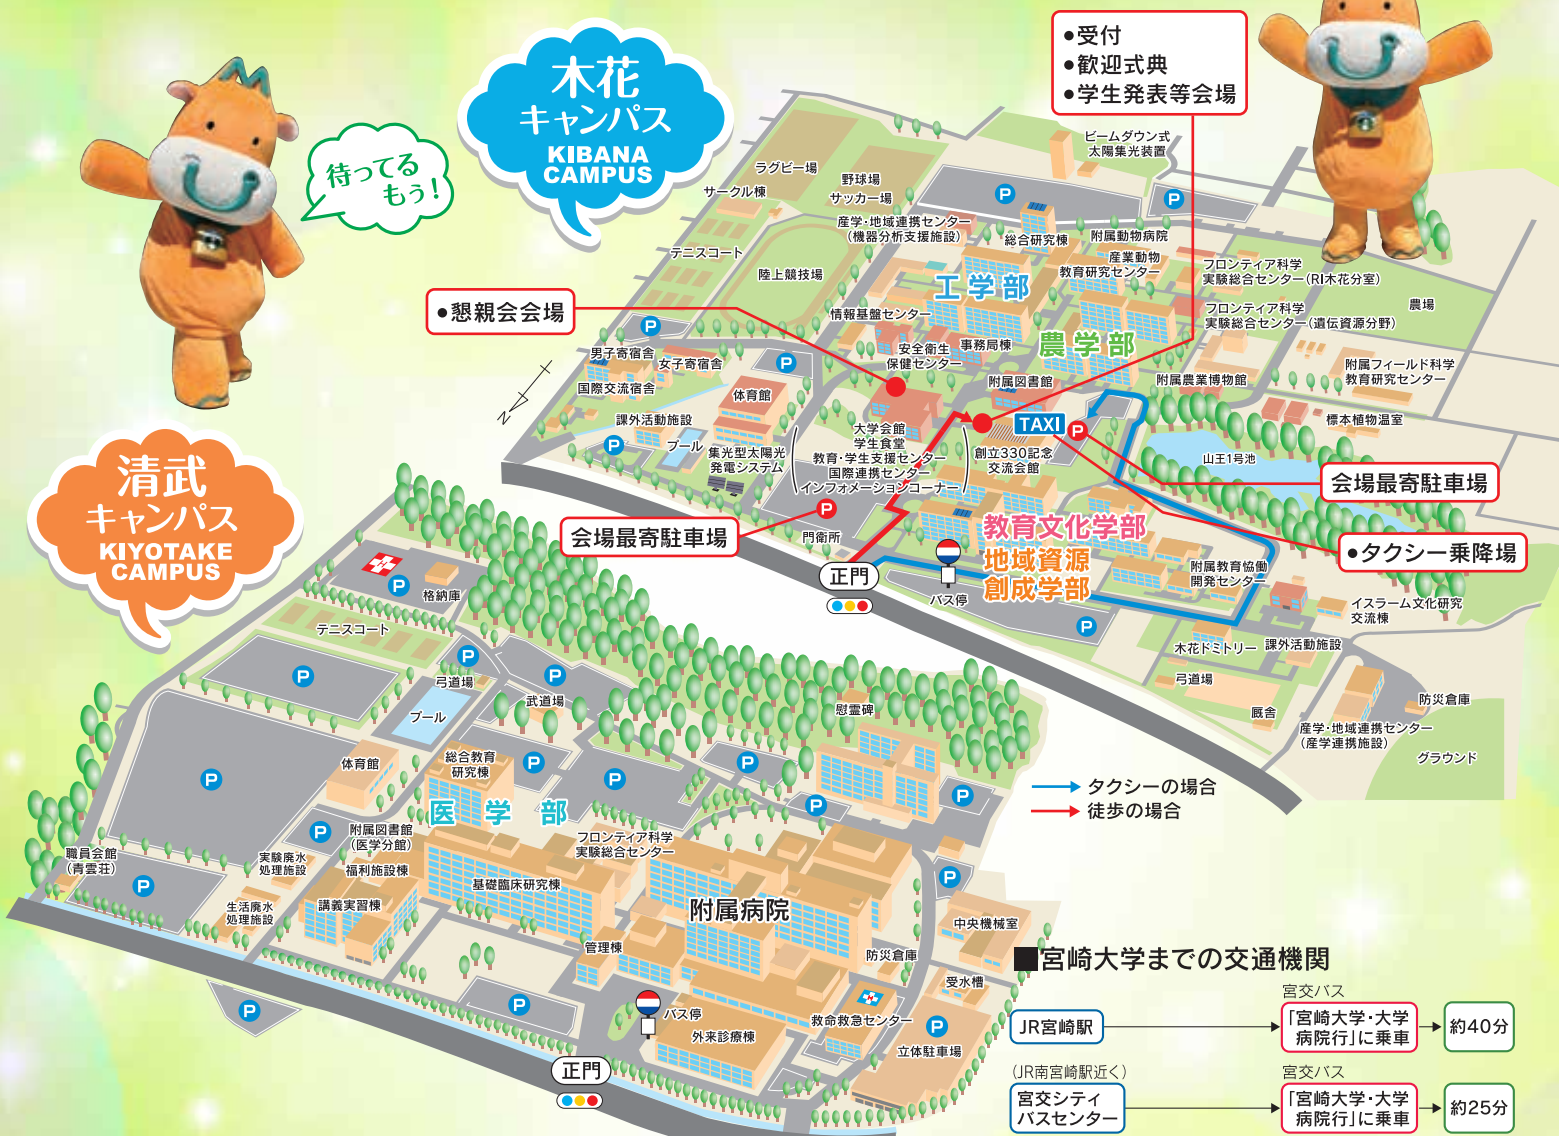 木花
キャンパス
KIBANA
CAMPUS
待ってる
もぅ！
●受付
●歓迎式典
●学生発表等会場
ビームダウン式
太陽集光装置
ラグビー場
サークル棟
野球場
サッカー場
P
P
産学・地域連携センター
（機器分析支援施設）
総合研究棟
附属動物病院
産業動物
教育研究センター
テニスコート
陸上競技場
工学部
フロンティア科学
実験総合センター（RI木花分室）
農場
●懇親会会場
P
情報基盤センター
フロンティア科学
実験総合センター（遺伝資源分野）
農学部
男子寄宿舎
女子寄宿舎
P
安全衛生
保健センター
事務局棟
国際交流宿舎
体育館
附属図書館
附属農業博物館
附属フィールド科学
教育研究センター
課外活動施設
プール
P
集光型太陽光
発電システム
大学会館
学生食堂
教育・学生支援センター
国際連携センター
インフォメーションコーナー
TAXI
P
創立330記念
交流会館
標本植物温室
山王1号池
会場最寄駐車場
清武
キャンパス
KIYOTAKE
CAMPUS
会場最寄駐車場
P
門衛所
教育文化学部
地域資源
創成学部
●タクシー乗降場
正門
バス停
P
附属教育協働
開発センター
イスラーム文化研究
交流棟
木花ドミトリー
課外活動施設
弓道場
厩舎
防災倉庫
産学・地域連携センター
（産学連携施設）
グラウンド
タクシーの場合
徒歩の場合
P
格納庫
テニスコート
P
P
P
弓道場
武道場
プール
慰霊碑
P
体育館
総合教育
研究棟
P
P
P
P
P
医学部
P
附属図書館
（医学分館）
フロンティア科学
実験総合センター
職員会館
（青雲荘）
P
実験廃水
処理施設
福利施設棟
基礎臨床研究棟
P
生活廃水
処理施設
講義実習棟
附属病院
中央機械室
管理棟
防災倉庫
受水槽
P
P
バス停
外来診療棟
救命救急センター
P
立体駐車場
正門
■宮崎大学までの交通機関
宮交バス
JR宮崎駅
「宮崎大学・大学
病院行」に乗車
約40分
（JR南宮崎駅近く）
宮交バス
宮交シティ
バスセンター
「宮崎大学・大学
病院行」に乗車
約25分